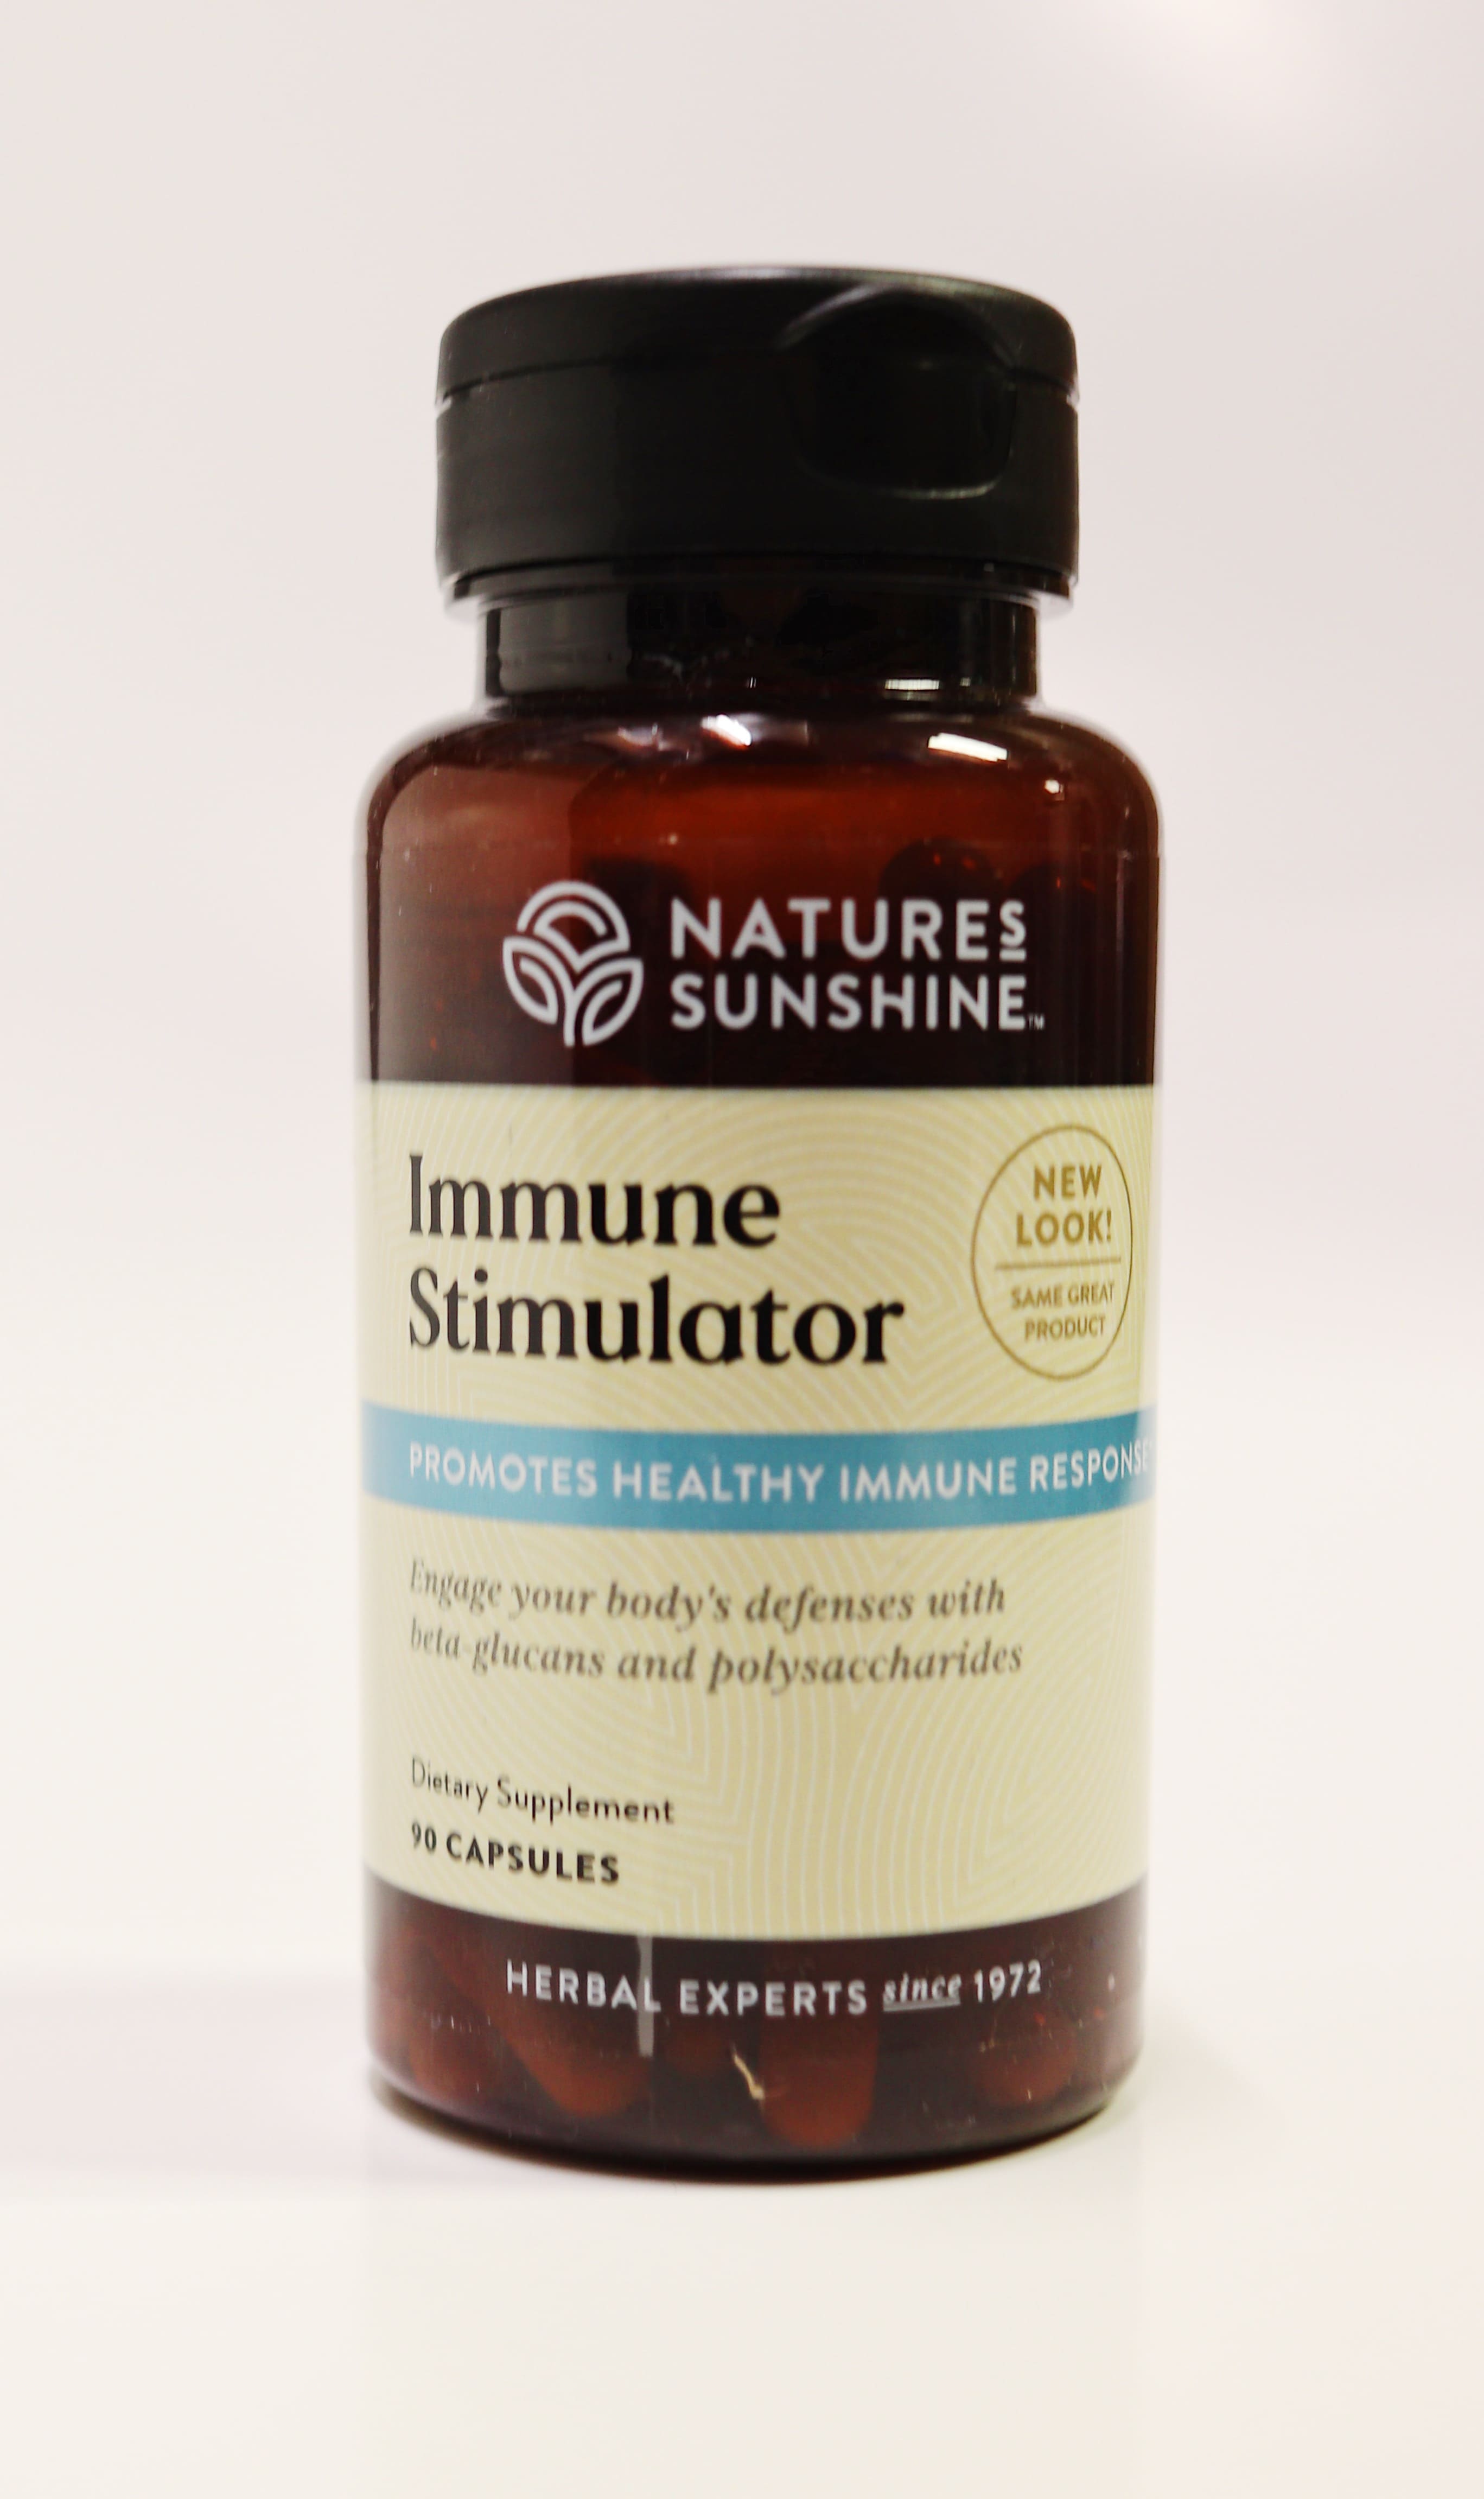 NATURES
SUNSHINE™
Immune
Stimulator
NEW
LOOK!
SAME GREAT
PRODUCT
PROMOTES HEALTHY IMMUNE RESPONSE
Engage your body's defenses with
beta-glucans and polysaccharides
Dietary Supplement
90 CAPSULES
HERBAL EXPERTS since 1972